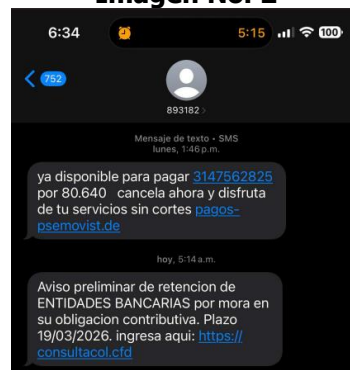 Imagen No. 2
6:34 5:15 100
752
893182
Mensaje de texto • SMS
lunes, 1:46 p.m.
ya disponible para pagar 3147562825
por 80.640 cancela ahora y disfruta
de tu servicios sin cortes pagos-
psemovist.de
hoy, 5:14 a.m.
Aviso preliminar de retencion de
ENTIDADES BANCARIAS por mora en
su obligacion contributiva. Plazo
19/03/2026. ingresa aqui: https://
consultacol.cfd